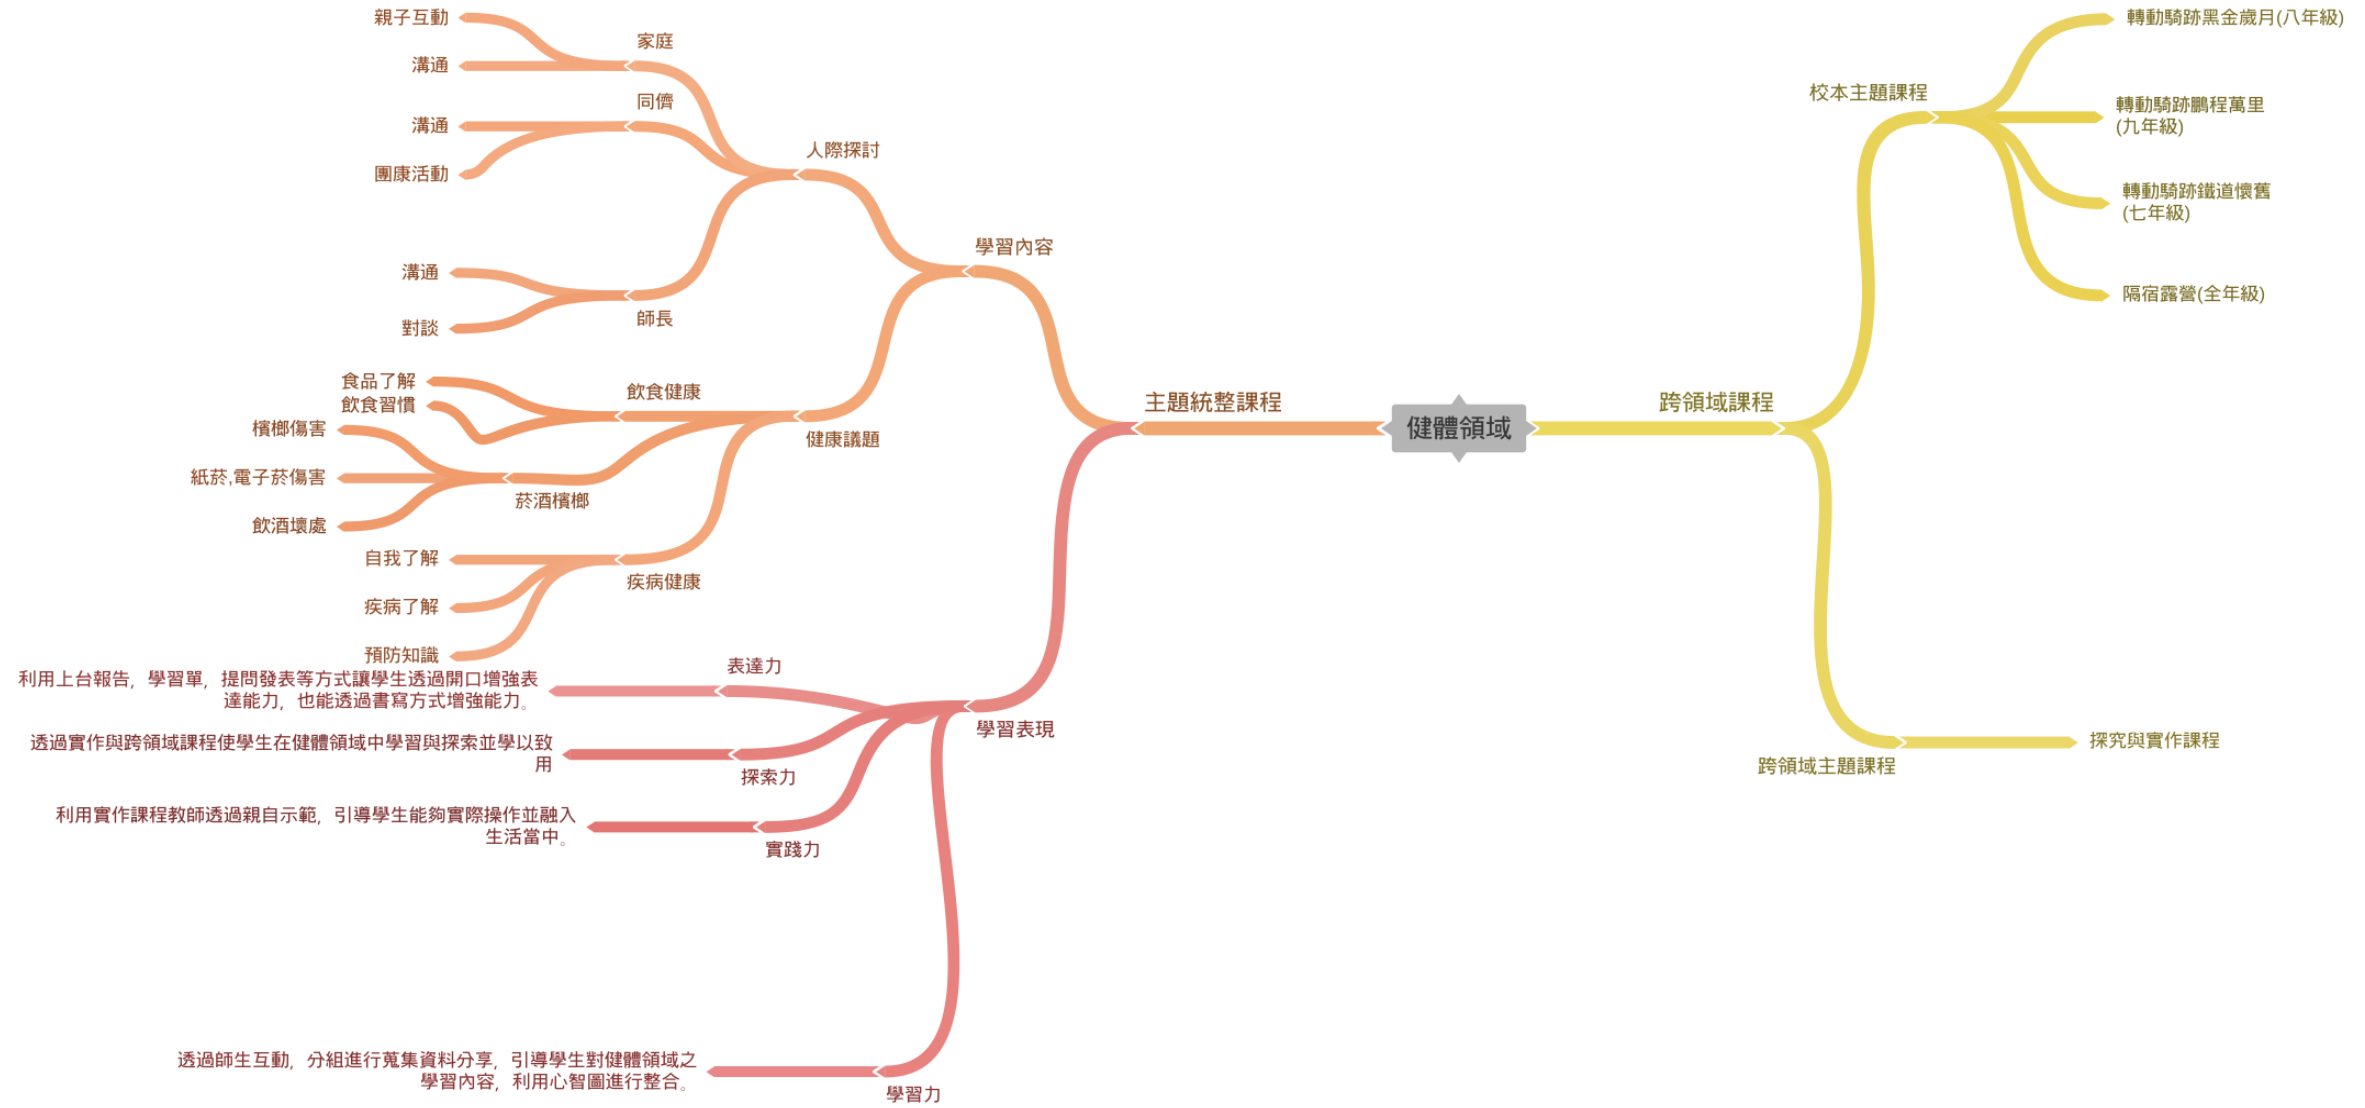 健體領域
主題統整課程
學習內容
人際探討
家庭
親子互動
溝通
同儕
溝通
團康活動
師長
溝通
對談
健康議題
飲食健康
食品了解
飲食習慣
菸酒檳榔
檳榔傷害
紙菸,電子菸傷害
飲酒壞處
疾病健康
自我了解
疾病了解
預防知識
學習表現
表達力
利用上台報告，學習單，提問發表等方式讓學生透過開口增強表
達能力，也能透過書寫方式增強能力。
探索力
透過實作與跨領域課程使學生在健體領域中學習與探索並學以致
用
實踐力
利用實作課程教師透過親自示範，引導學生能夠實際操作並融入
生活當中。
學習力
透過師生互動，分組進行蒐集資料分享，引導學生對健體領域之
學習內容，利用心智圖進行整合。
跨領域課程
校本主題課程
轉動騎跡黑金歲月(八年級)
轉動騎跡鵬程萬里
(九年級)
轉動騎跡鐵道懷舊
(七年級)
隔宿露營(全年級)
跨領域主題課程
探究與實作課程